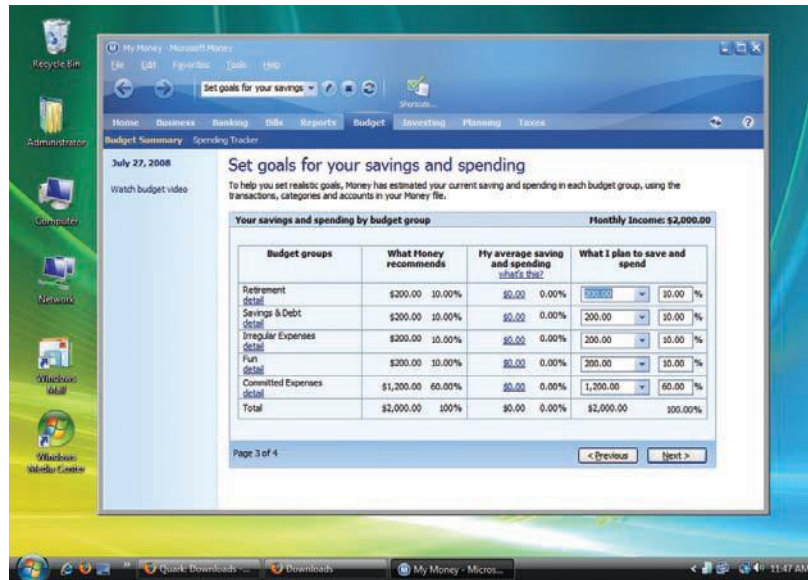 Recycle Bin
Administrator
Computer
Network
Windows Mail
Windows Media Center
My Money - Microsoft Money
File Edit Favorites Tools Help
Set goals for your savings
Shortcuts...
Home Business Banking Bills Reports Budget Investing Planning Taxes
Budget Summary Spending Tracker
July 27, 2008
Watch budget video
Set goals for your savings and spending
To help you set realistic goals, Money has estimated your current saving and spending in each budget group, using the
transactions, categories and accounts in your Money file.
Your savings and spending by budget group Monthly Income: $2,000.00
Budget groups What Money recommends My average saving and spending what's this? What I plan to save and spend
Retirement $200.00 10.00% $0.00 0.00% 200.00 10.00 %
detail
Savings & Debt $200.00 10.00% $0.00 0.00% 200.00 10.00 %
detail
Irregular Expenses $200.00 10.00% $0.00 0.00% 200.00 10.00 %
detail
Fun $200.00 10.00% $0.00 0.00% 200.00 10.00 %
detail
Committed Expenses $1,200.00 60.00% $0.00 0.00% 1,200.00 60.00 %
detail
Total $2,000.00 100% $0.00 0.00% $2,000.00 100.00%
Page 3 of 4 < Previous Next >
Quark: Downloads -... Downloads My Money - Micros... 11:47 AM